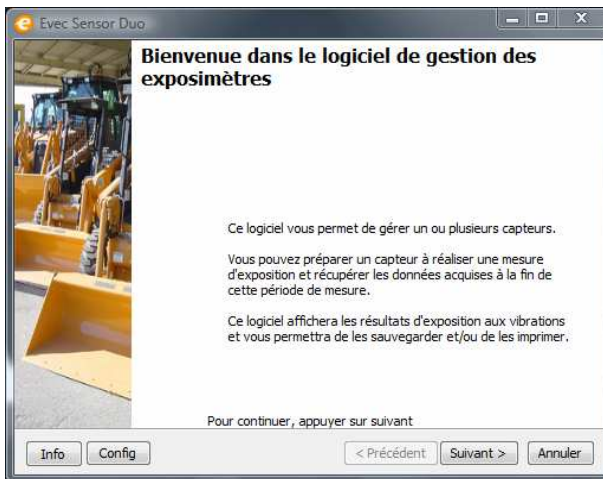 Evec Sensor Duo
Bienvenue dans le logiciel de gestion des
exposimètres
Ce logiciel vous permet de gérer un ou plusieurs capteurs.
Vous pouvez préparer un capteur à réaliser une mesure
d'exposition et récupérer les données acquises à la fin de
cette période de mesure.
Ce logiciel affichera les résultats d'exposition aux vibrations
et vous permettra de les sauvegarder et/ou de les imprimer.
Pour continuer, appuyer sur suivant
Info Config < Précédent Suivant > Annuler